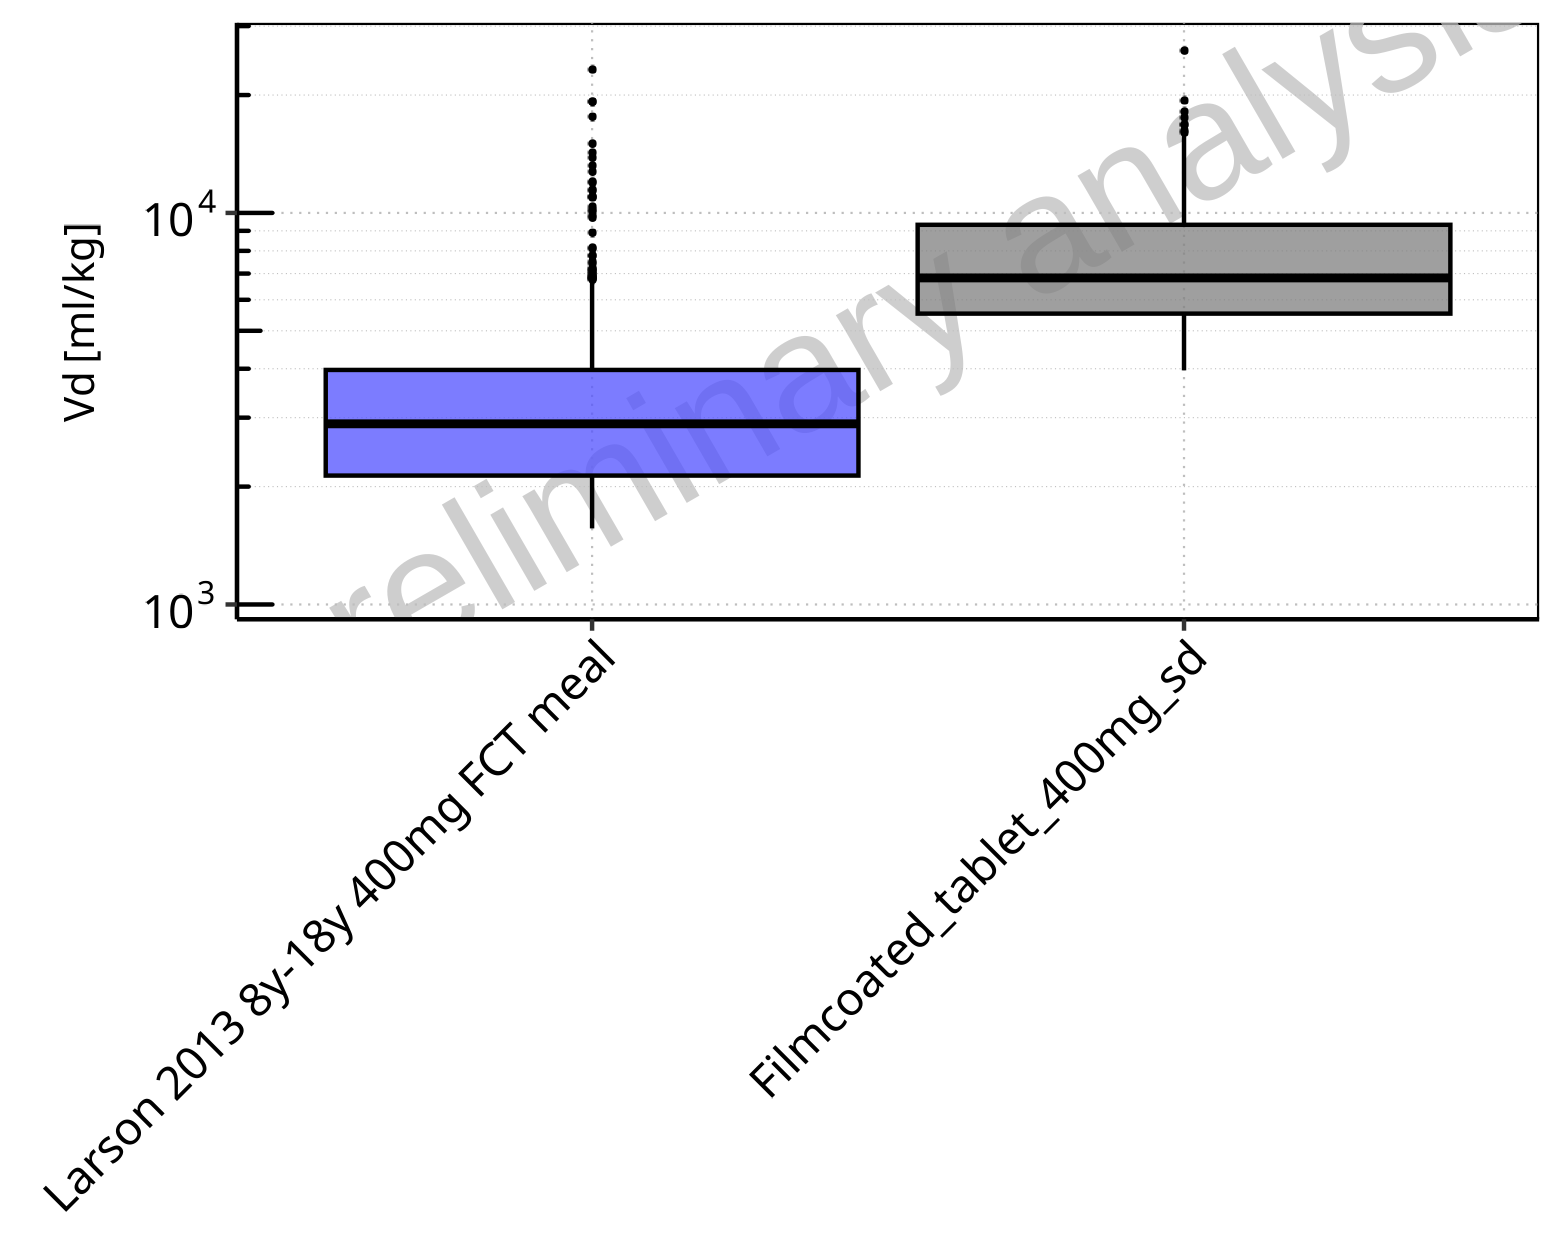 Vd [ml/kg]
10^4
10^3
reliminary analysis
Larson 2013 8y-18y 400mg FCT meal
Filmcoated_tablet_400mg_sd